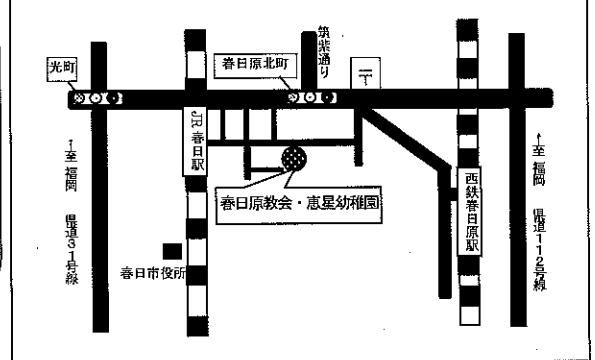 光町
春日原北町
筑紫通り
〒
JR春日駅
↑至 福岡 県道31号線
春日原教会・恵星幼稚園
春日市役所
西鉄春日原駅
↑至 福岡 県道112号線